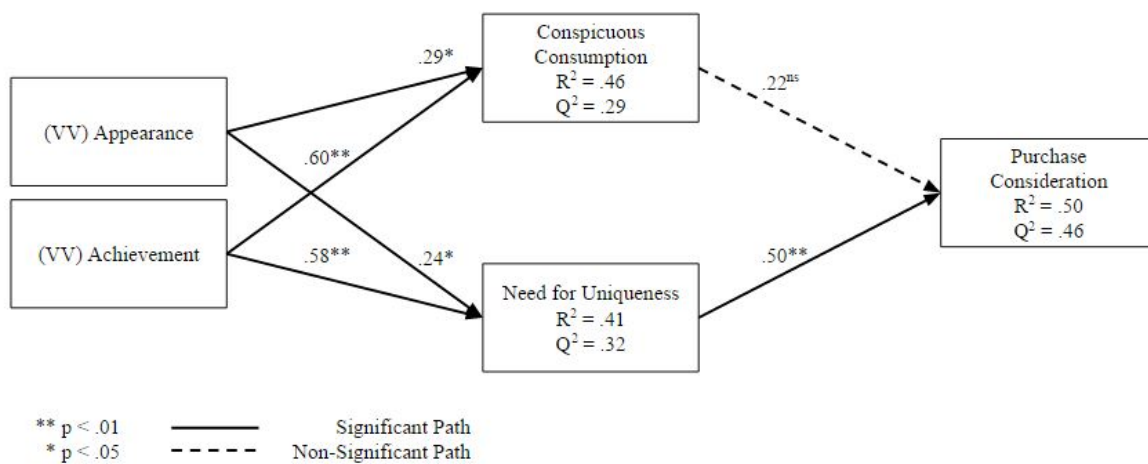 Conspicuous
Consumption
R² = .46
Q² = .29
.29*
.22ⁿˢ
(VV) Appearance
.60**
Purchase
Consideration
R² = .50
Q² = .46
(VV) Achievement
.58**
.24*
.50**
Need for Uniqueness
R² = .41
Q² = .32
** p < .01
Significant Path
* p < .05
Non-Significant Path